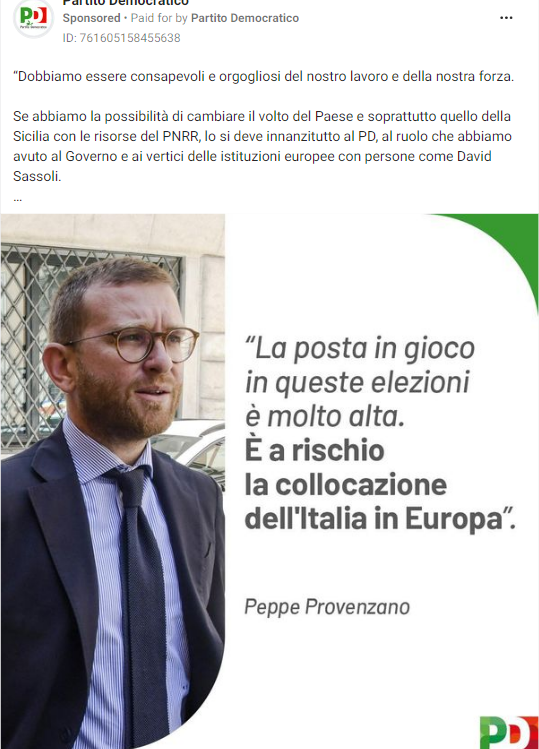 Partito Democratico
Sponsored • Paid for by Partito Democratico
ID: 761605158455638
PD
Partito Democratico
“Dobbiamo essere consapevoli e orgogliosi del nostro lavoro e della nostra forza.
Se abbiamo la possibilità di cambiare il volto del Paese e soprattutto quello della
Sicilia con le risorse del PNRR, lo si deve innanzitutto al PD, al ruolo che abbiamo
avuto al Governo e ai vertici delle istituzioni europee con persone come David
Sassoli.
...
“La posta in gioco
in queste elezioni
è molto alta.
È a rischio
la collocazione
dell'Italia in Europa”.
Peppe Provenzano
PD